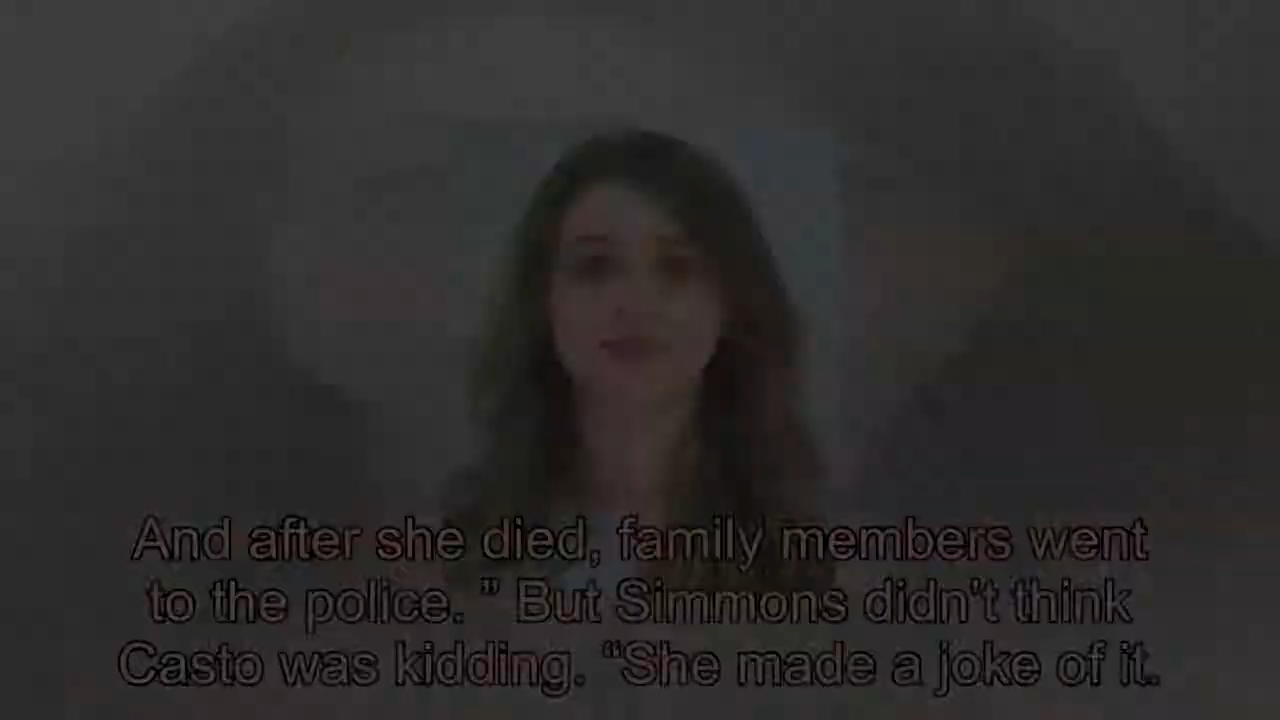 And after she died, family members went
to the police. ” But Simmons didn't think
Casto was kidding. “She made a joke of it.